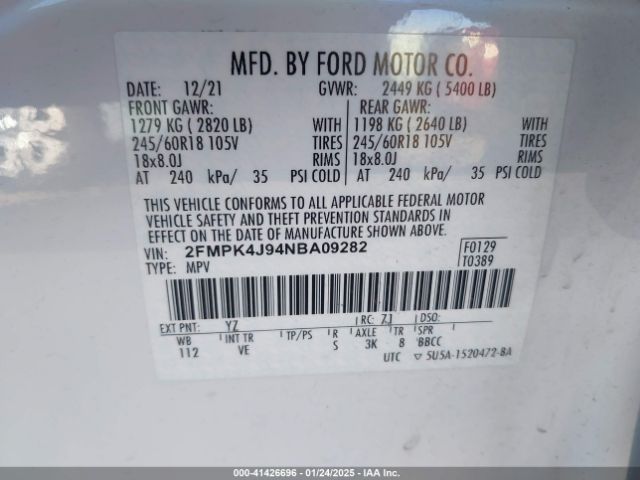 MFD. BY FORD MOTOR CO.
DATE: 12/21 GVWR: 2449 KG ( 5400 LB)
FRONT GAWR: REAR GAWR:
1279 KG ( 2820 LB) WITH 1198 KG ( 2640 LB) WITH
245/60R18 105V TIRES 245/60R18 105V TIRES
18x8.0J RIMS 18x8.0J RIMS
AT 240 kPa/ 35 PSI COLD AT 240 kPa/ 35 PSI COLD
THIS VEHICLE CONFORMS TO ALL APPLICABLE FEDERAL MOTOR
VEHICLE SAFETY AND THEFT PREVENTION STANDARDS IN
EFFECT ON THE DATE OF MANUFACTURE SHOWN ABOVE.
VIN: 2FMPK4J94NBA09282 F0129
TYPE: MPV T0389
EXT PNT: YZ RC: ZJ DSO:
WB INT TR TP/PS R AXLE TR SPR
112 VE S 3K 8 BBCC
UTC ▽ 5U5A-1520472-BA
000-41426696 - 01/24/2025 - IAAI.com